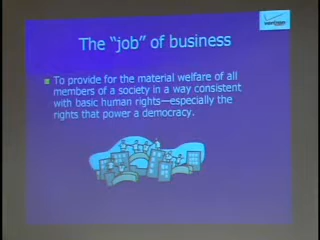 The “job” of business
To provide for the material welfare of all
members of a society in a way consistent
with basic human rights—especially the
rights that power a democracy.